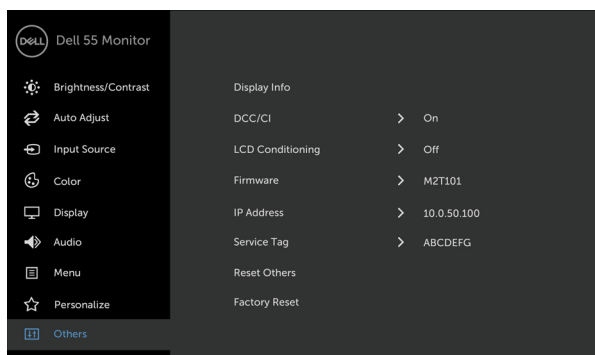 DELL Dell 55 Monitor
Brightness/Contrast
Auto Adjust
Input Source
Color
Display
Audio
Menu
Personalize
Others
Display Info
DCC/CI > On
LCD Conditioning > Off
Firmware > M2T101
IP Address > 10.0.50.100
Service Tag > ABCDEFG
Reset Others
Factory Reset